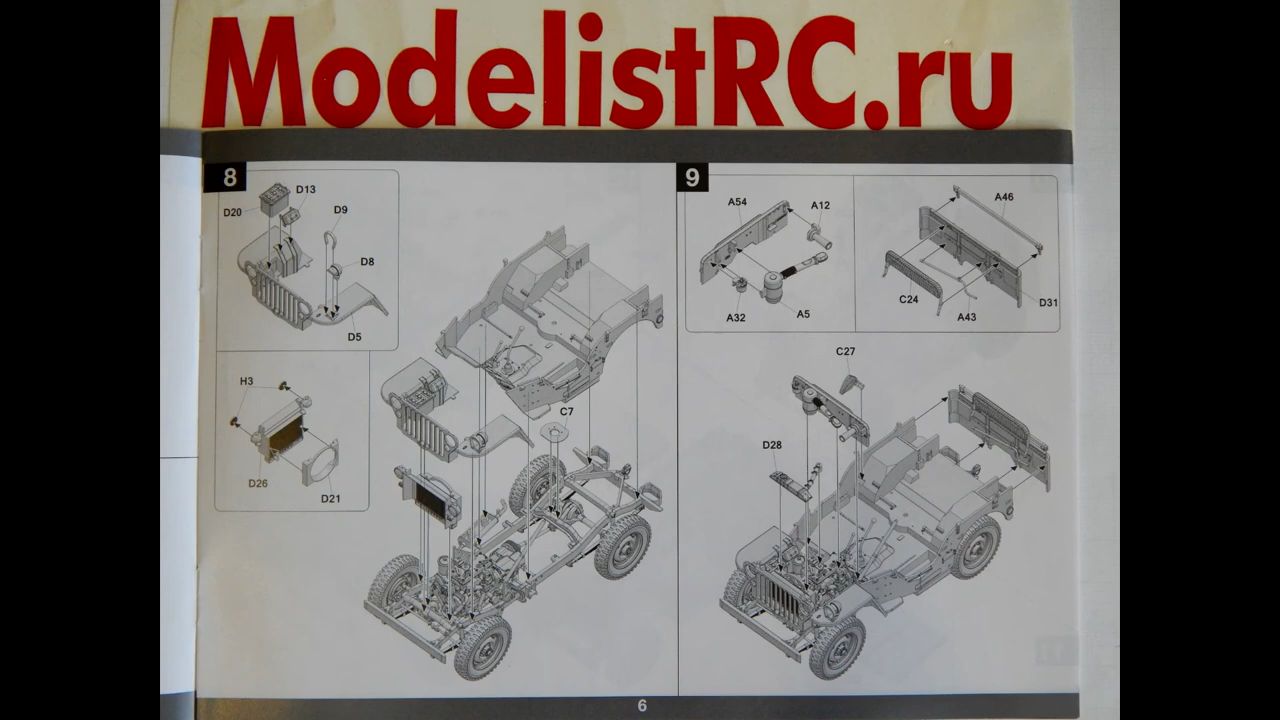 ModelistRC.ru
8
D20
D13
D9
D8
D5
H3
D26
D21
C7
9
A54
A12
A32
A5
A46
C24
A43
D31
C27
D28
6